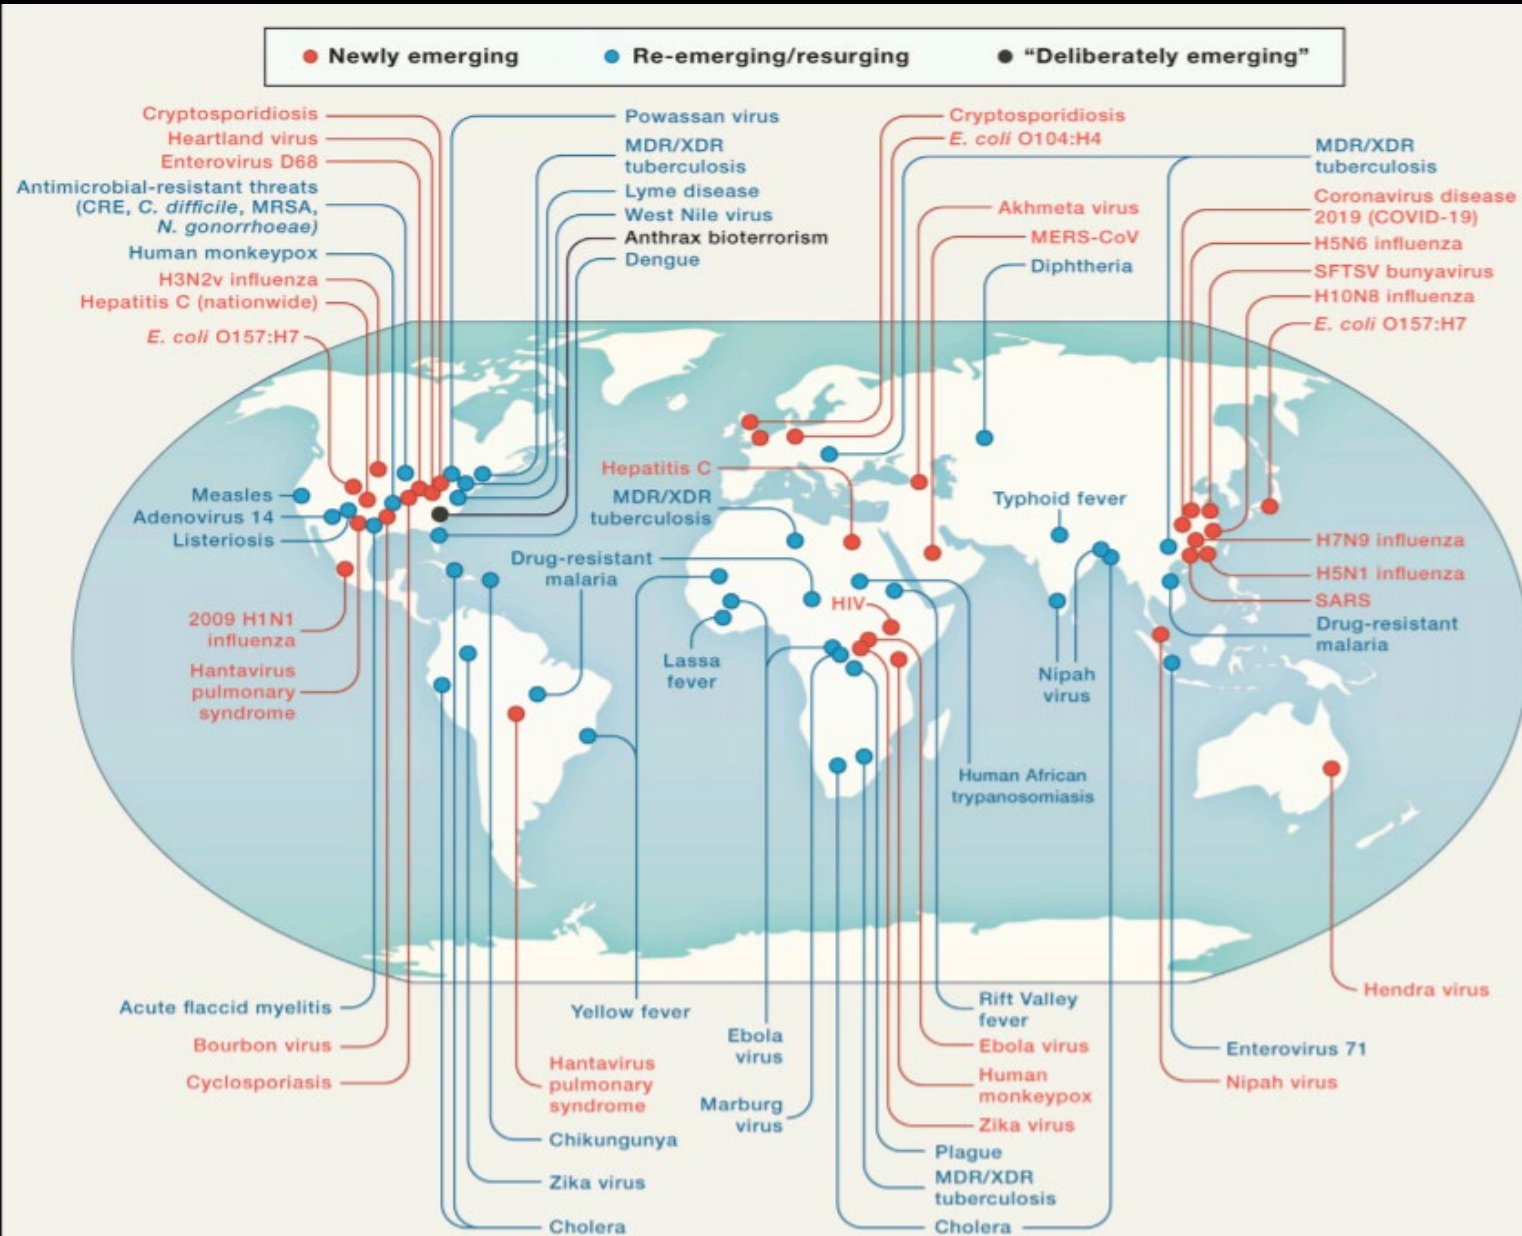 Newly emerging
Re-emerging/resurging
“Deliberately emerging”
Cryptosporidiosis
Heartland virus
Enterovirus D68
Antimicrobial-resistant threats
(CRE, C. difficile, MRSA,
N. gonorrhoeae)
Human monkeypox
H3N2v influenza
Hepatitis C (nationwide)
E. coli O157:H7
Powassan virus
MDR/XDR
tuberculosis
Lyme disease
West Nile virus
Anthrax bioterrorism
Dengue
Cryptosporidiosis
E. coli O104:H4
Akhmeta virus
MERS-CoV
Diphtheria
MDR/XDR
tuberculosis
Coronavirus disease
2019 (COVID-19)
H5N6 influenza
SFTSV bunyavirus
H10N8 influenza
E. coli O157:H7
Measles
Adenovirus 14
Listeriosis
2009 H1N1
influenza
Hantavirus
pulmonary
syndrome
Hepatitis C
MDR/XDR
tuberculosis
Drug-resistant
malaria
HIV
Lassa
fever
Typhoid fever
Nipah
virus
Human African
trypanosomiasis
H7N9 influenza
H5N1 influenza
SARS
Drug-resistant
malaria
Hendra virus
Acute flaccid myelitis
Bourbon virus
Cyclosporiasis
Yellow fever
Hantavirus
pulmonary
syndrome
Chikungunya
Zika virus
Cholera
Ebola
virus
Marburg
virus
Rift Valley
fever
Ebola virus
Human
monkeypox
Zika virus
Plague
MDR/XDR
tuberculosis
Cholera
Enterovirus 71
Nipah virus